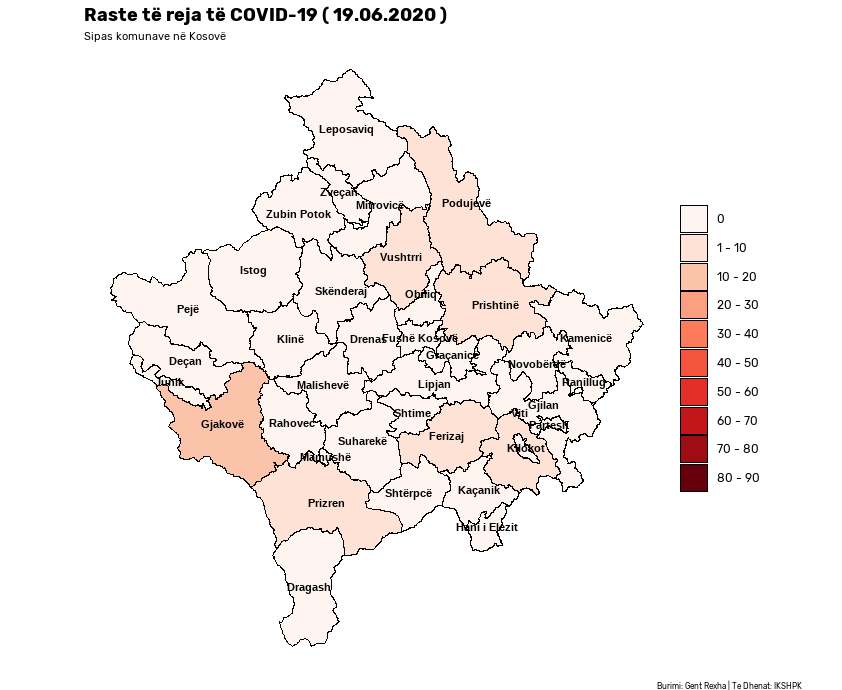 Raste të reja të COVID-19 ( 19.06.2020 )
Sipas komunave në Kosovë
Leposaviq
Zveçan
Zubin Potok
Mitrovicë
Podujevë
Vushtrri
Istog
Skënderaj
Obiliq
Prishtinë
Pejë
Klinë
Drenas
Fushë Kosovë
Kamenicë
Graçanicë
Deçan
Novobërdë
Junik
Malishevë
Lipjan
Ranillug
Gjakovë
Rahovec
Shtime
Viti
Gjilan
Partesh
Suharekë
Ferizaj
Kllokot
Mamushë
Prizren
Shtërpcë
Kaçanik
Hani i Elezit
Dragash
0
1 - 10
10 - 20
20 - 30
30 - 40
40 - 50
50 - 60
60 - 70
70 - 80
80 - 90
Burimi: Gent Rexha | Te Dhenat: IKSHPK